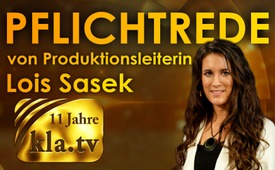 PFLICHTREDE
von Produktionsleiterin
Lois Sasek
11 Jahre
kla.tv